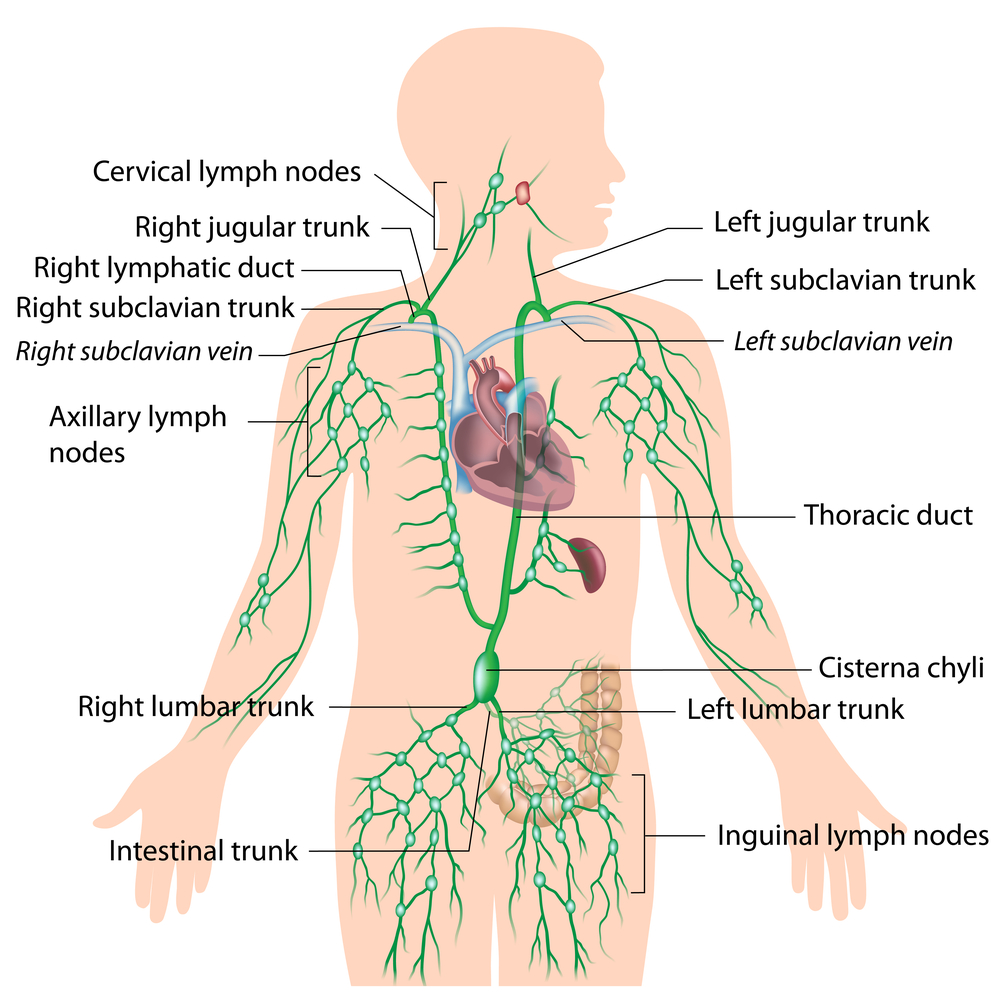 Cervical lymph nodes
Right jugular trunk
Right lymphatic duct
Right subclavian trunk
Right subclavian vein
Axillary lymph
nodes
Left jugular trunk
Left subclavian trunk
Left subclavian vein
Thoracic duct
Cisterna chyli
Right lumbar trunk
Left lumbar trunk
Intestinal trunk
Inguinal lymph nodes